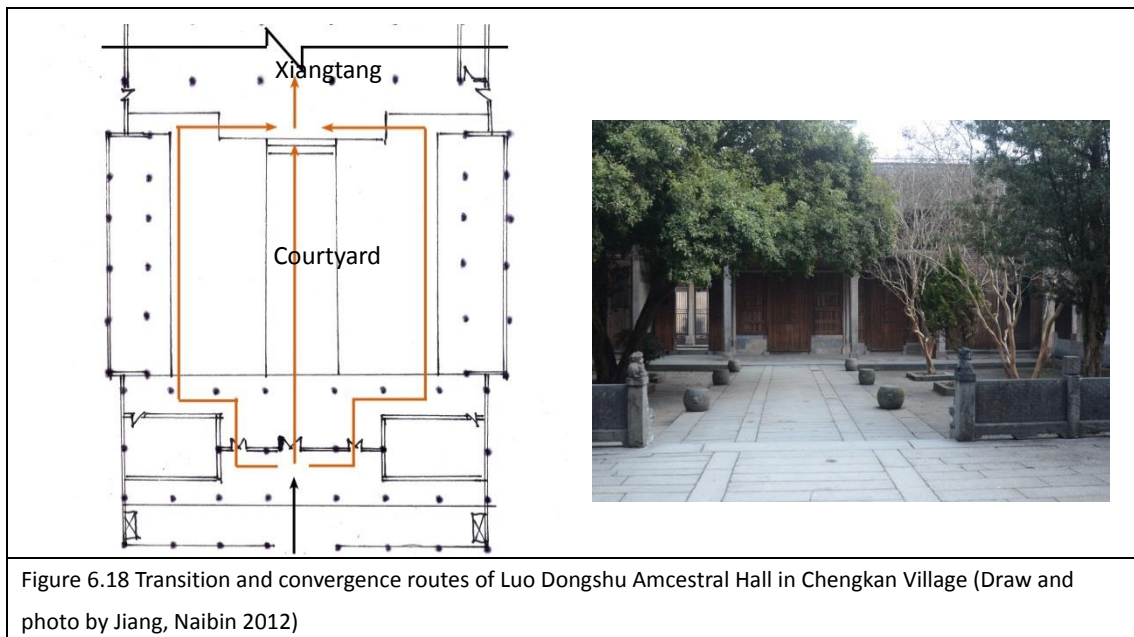 Xiangtang
Courtyard
Figure 6.18 Transition and convergence routes of Luo Dongshu Amcestral Hall in Chengkan Village (Draw and
photo by Jiang, Naibin 2012)